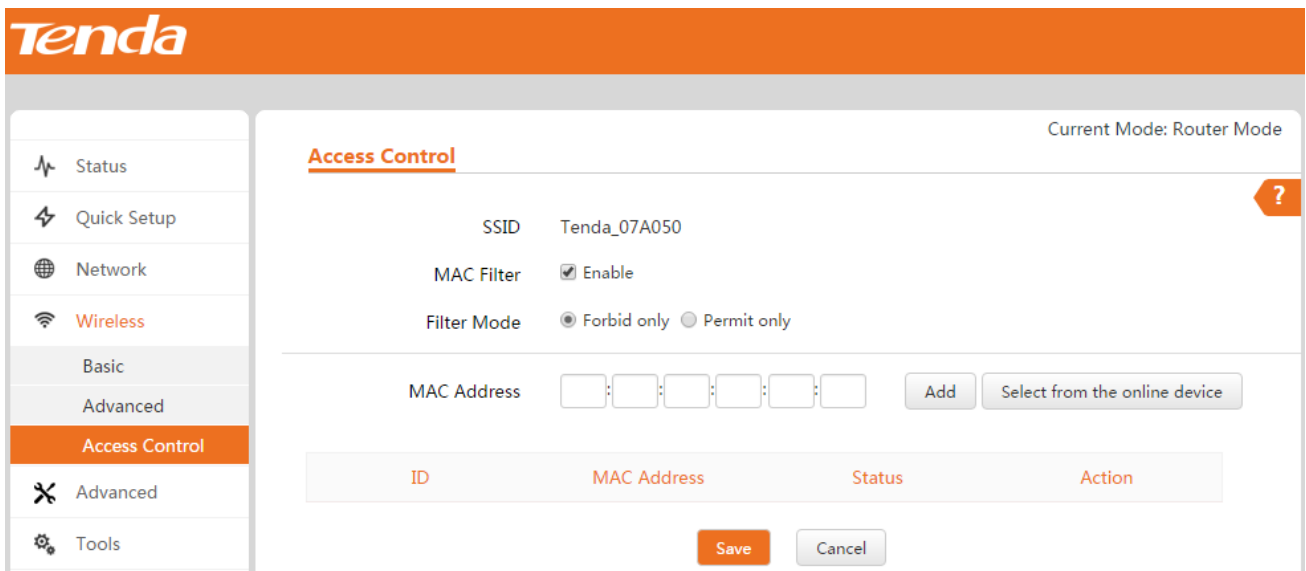 Tenda
Current Mode: Router Mode
Access Control
?
Status
Quick Setup
Network
Wireless
Basic
Advanced
Access Control
Advanced
Tools
SSID Tenda_07A050
MAC Filter Enable
Filter Mode Forbid only Permit only
MAC Address : : : : : Add Select from the online device
ID MAC Address Status Action
Save Cancel